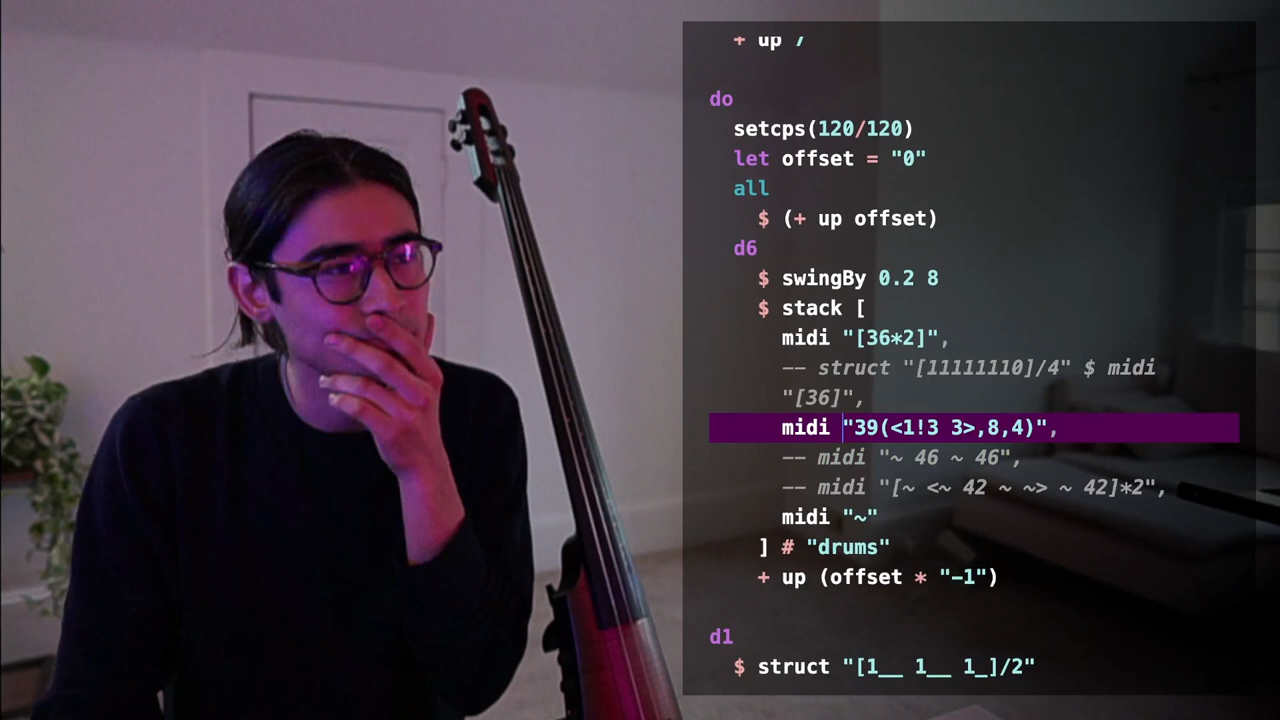 + up 7
do
setcps(120/120)
let offset = "0"
all
$ (+ up offset)
d6
$ swingBy 0.2 8
$ stack [
midi "[36*2]",
-- struct "[11111110]/4" $ midi
"[36]",
midi "39(<1!3 3>,8,4)",
-- midi "~ 46 ~ 46",
-- midi "[~ <~ 42 ~ ~> ~ 42]*2",
midi "~"
] # "drums"
+ up (offset * "-1")
d1
$ struct "[1__ 1__ 1_]/2"